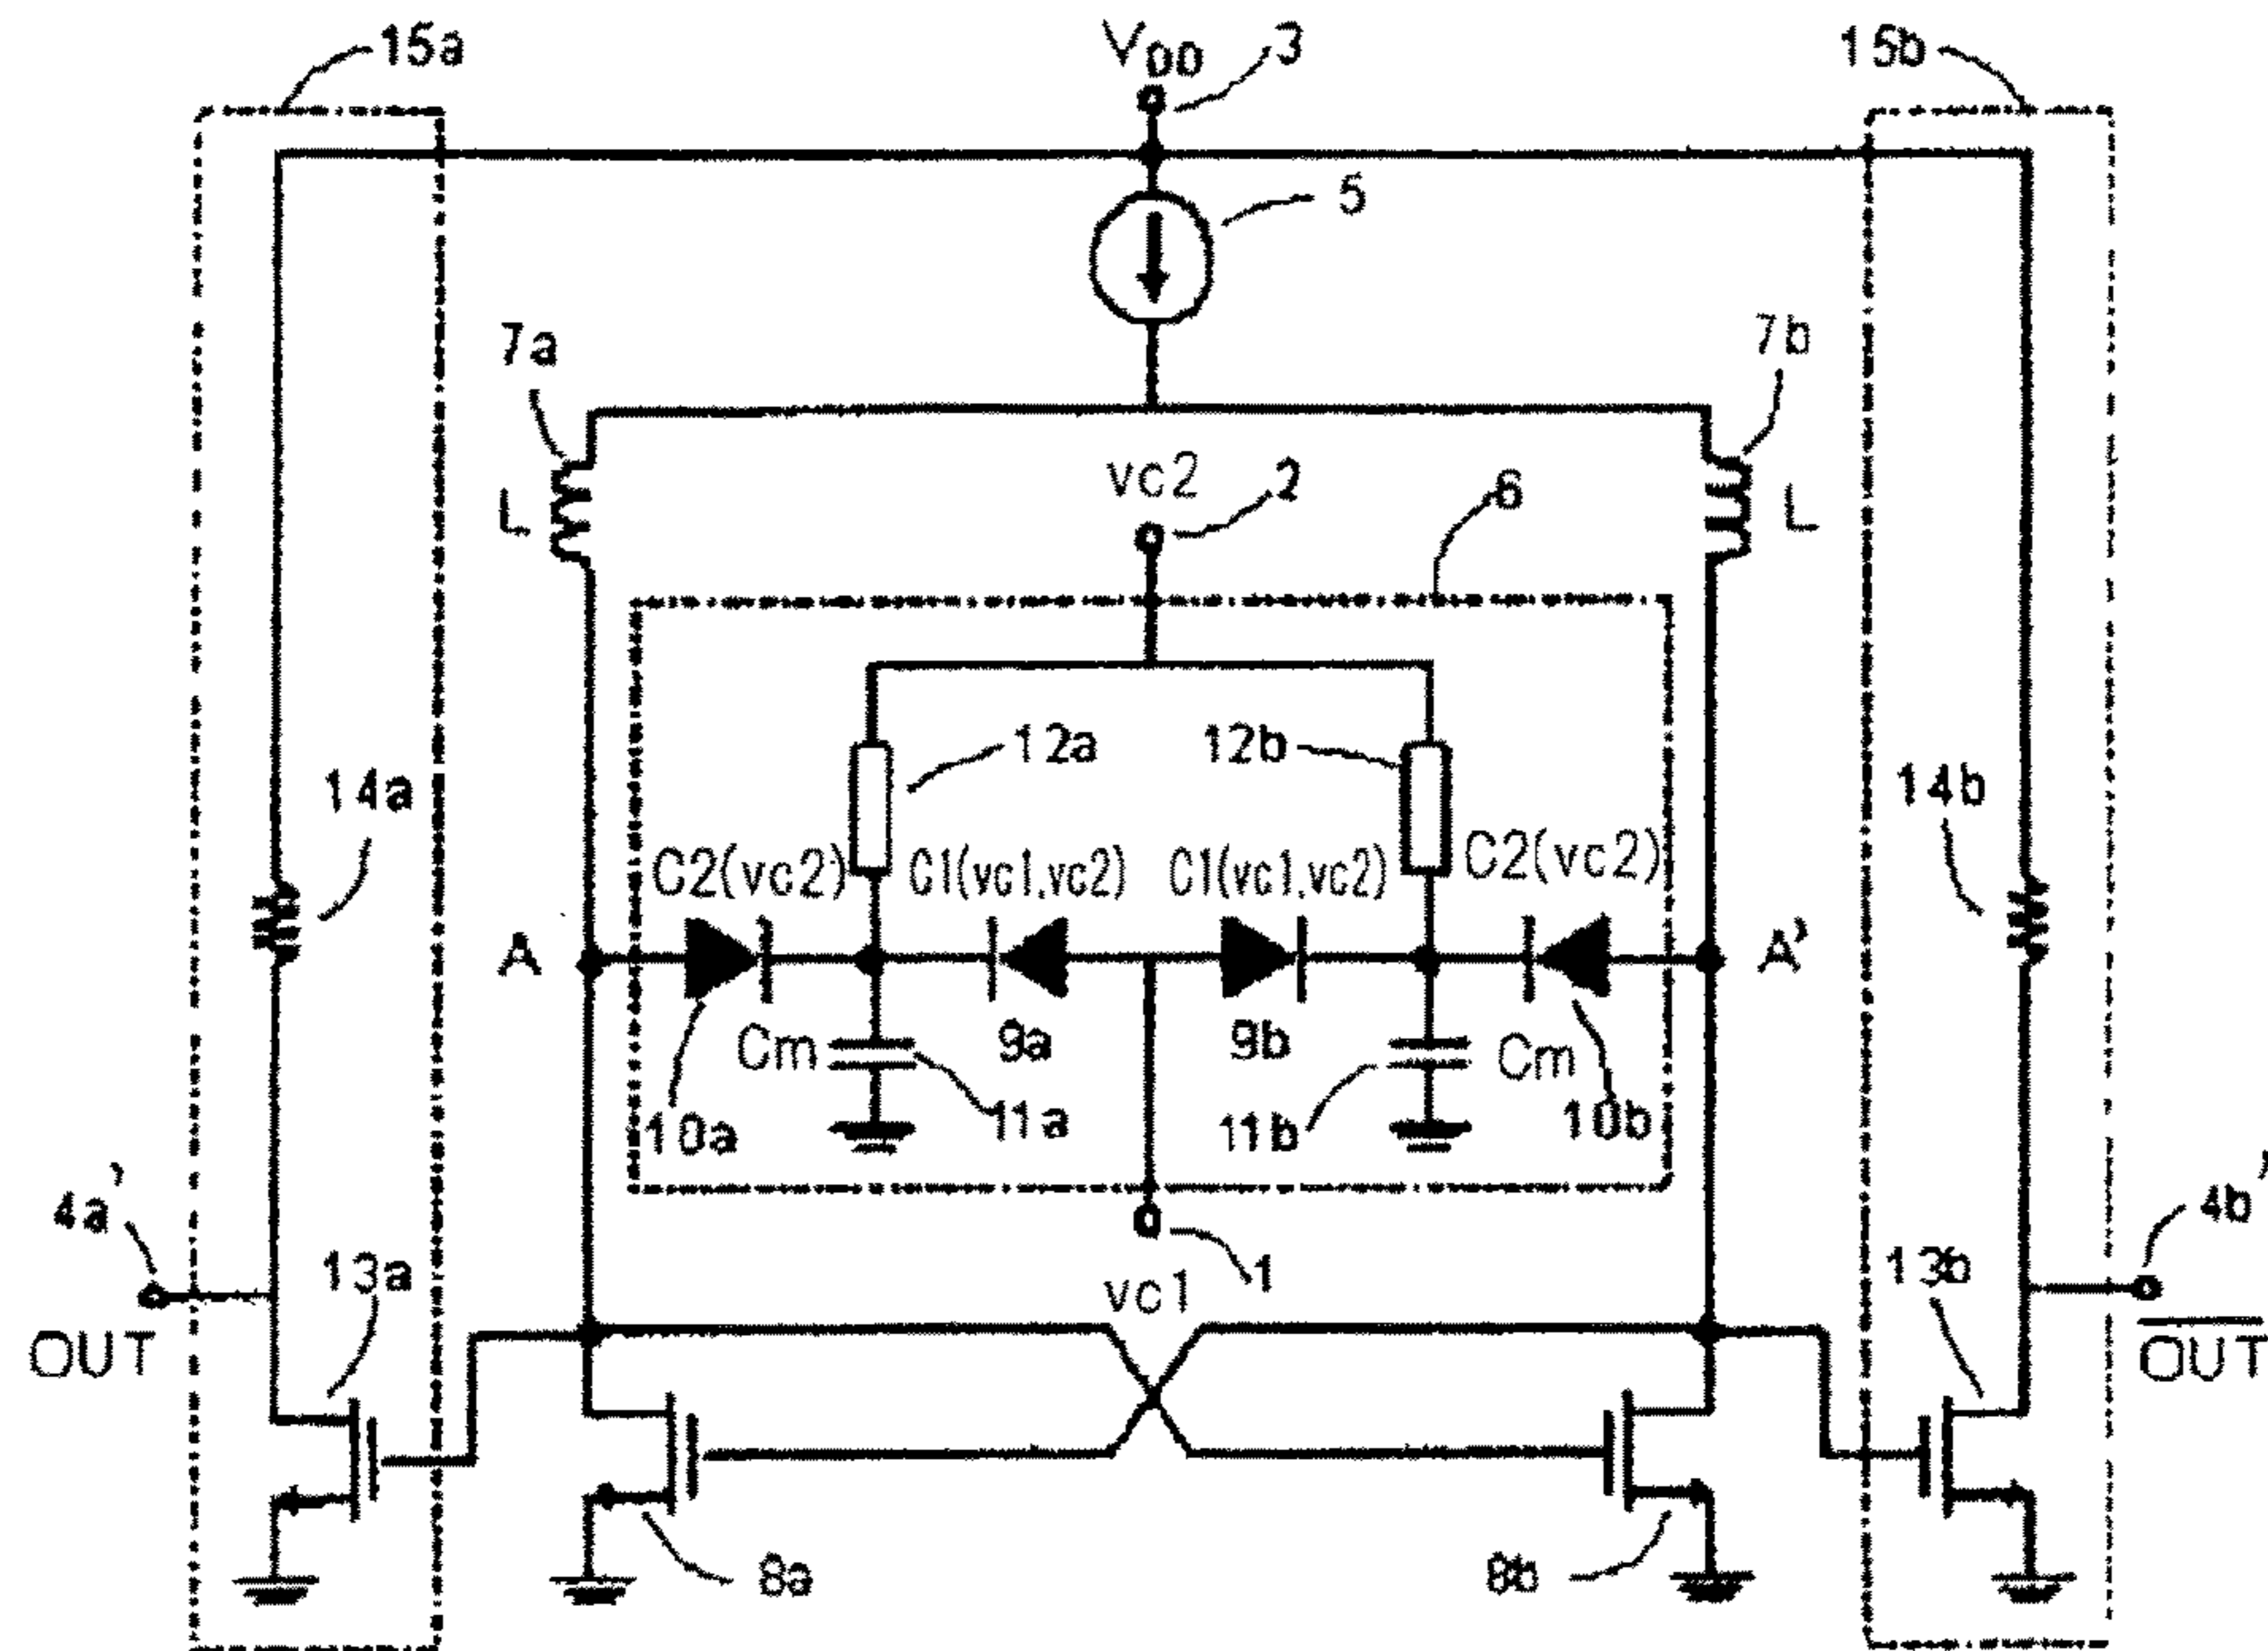 15a
V_DD
3
15b
5
7a
7b
L
vc2
2
6
L
12a
12b
14a
14b
C2(vc2)
C1(vc1,vc2)
C1(vc1,vc2)
C2(vc2)
A
A’
Cm
9a
9b
Cm
10a
11a
11b
10b
4a’
4b’
13a
vc1
1
13b
OUT
OUT
8a
8b